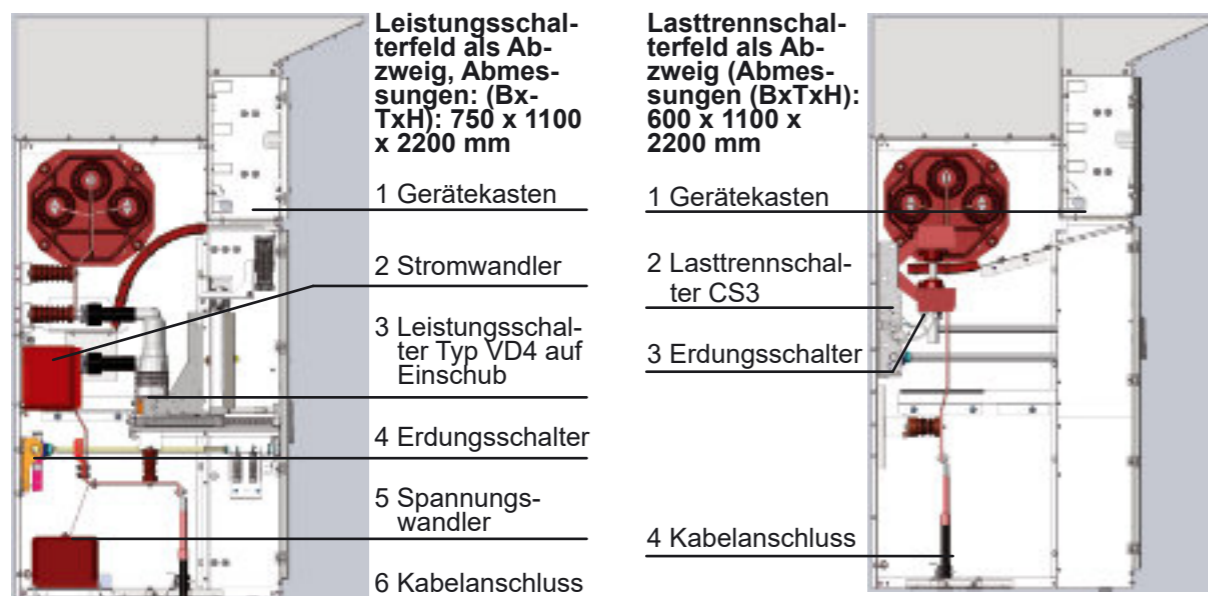 Leistungsschal-
terfeld als Ab-
zweig, Abmes-
sungen: (Bx-
TxH): 750 x 1100
x 2200 mm
1 Gerätekasten
2 Stromwandler
3 Leistungsschal-
ter Typ VD4 auf
Einschub
4 Erdungsschalter
5 Spannungs-
wandler
6 Kabelanschluss
Lasttrennschal-
terfeld als Ab-
zweig (Abmes-
sungen (BxTxH):
600 x 1100 x
2200 mm
1 Gerätekasten
2 Lasttrennschal-
ter CS3
3 Erdungsschalter
4 Kabelanschluss